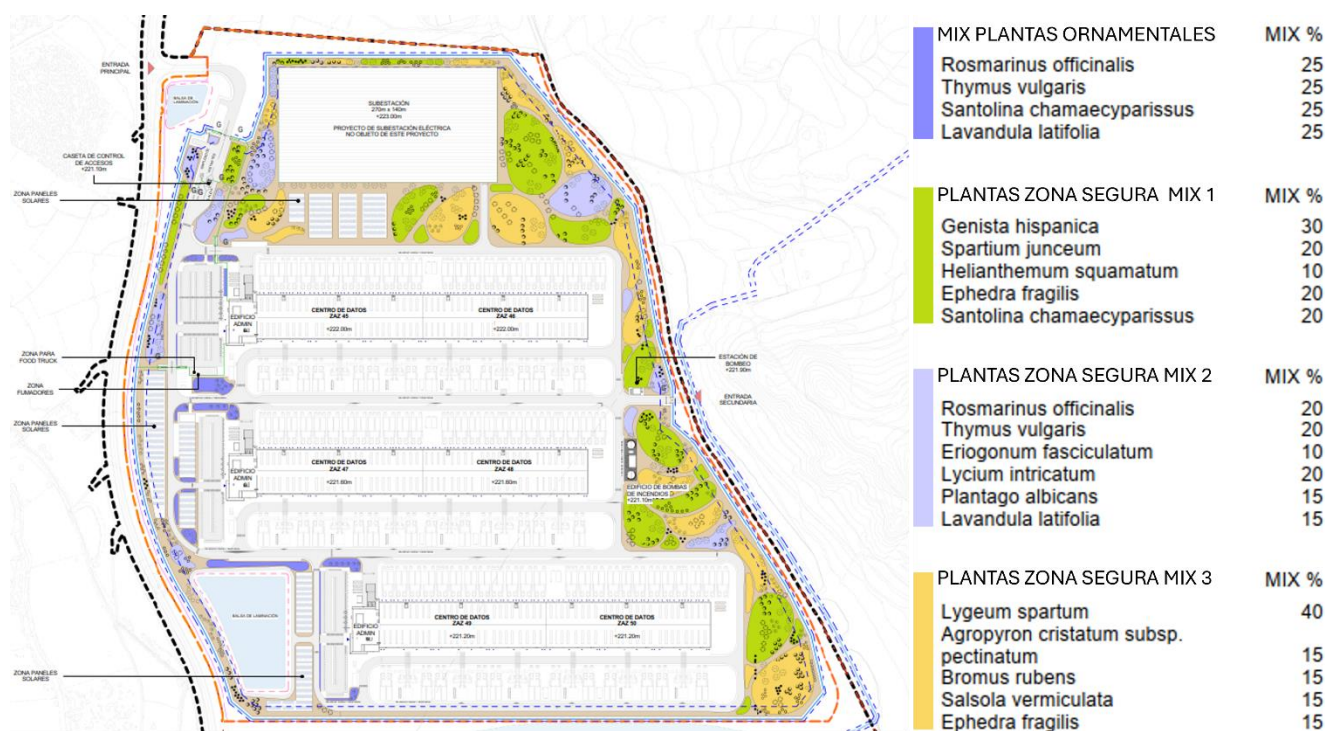 ENTRADA
PRINCIPAL
BALSA DE
LAMINACIÓN
CASETA DE CONTROL
DE ACCESOS
+221.10m
ZONA PANELES
SOLARES
SUBESTACIÓN
270m x 140m
+223.00m
PROYECTO DE SUBESTACIÓN ELÉCTRICA
NO OBJETO DE ESTE PROYECTO
G
G
G
G
G
G
EDIFICIO
ADMIN
CENTRO DE DATOS
ZAZ 45
+222.00m
CENTRO DE DATOS
ZAZ 46
+222.00m
ZONA PARA
FOOD TRUCK
ZONA
FUMADORES
ZONA PANELES
SOLARES
ESTACIÓN DE
BOMBEO
+221.90m
ENTRADA
SECUNDARIA
EDIFICIO
ADMIN
CENTRO DE DATOS
ZAZ 47
+221.60m
CENTRO DE DATOS
ZAZ 48
+221.60m
EDIFICIO DE BOMBAS
DE INCENDIOS
+221.10m
BALSA DE LAMINACIÓN
EDIFICIO
ADMIN
CENTRO DE DATOS
ZAZ 49
+221.20m
CENTRO DE DATOS
ZAZ 50
+221.20m
ZONA PANELES
SOLARES
MIX PLANTAS ORNAMENTALES MIX %
Rosmarinus officinalis 25
Thymus vulgaris 25
Santolina chamaecyparissus 25
Lavandula latifolia 25
PLANTAS ZONA SEGURA MIX 1 MIX %
Genista hispanica 30
Spartium junceum 20
Helianthemum squamatum 10
Ephedra fragilis 20
Santolina chamaecyparissus 20
PLANTAS ZONA SEGURA MIX 2 MIX %
Rosmarinus officinalis 20
Thymus vulgaris 20
Eriogonum fasciculatum 10
Lycium intricatum 20
Plantago albicans 15
Lavandula latifolia 15
PLANTAS ZONA SEGURA MIX 3 MIX %
Lygeum spartum 40
Agropyron cristatum subsp.
pectinatum 15
Bromus rubens 15
Salsola vermiculata 15
Ephedra fragilis 15